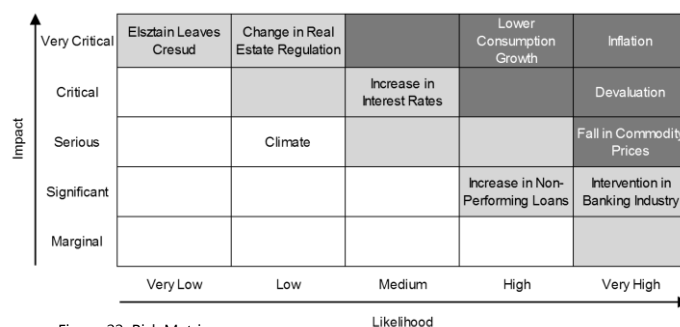 Very Critical
Elsztain Leaves
Cresud
Change in Real
Estate Regulation
Lower
Consumption
Growth
Inflation
Critical
Increase in
Interest Rates
Devaluation
Impact
Serious
Climate
Fall in Commodity
Prices
Significant
Increase in Non-
Performing Loans
Intervention in
Banking Industry
Marginal
Very Low
Low
Medium
High
Very High
Likelihood